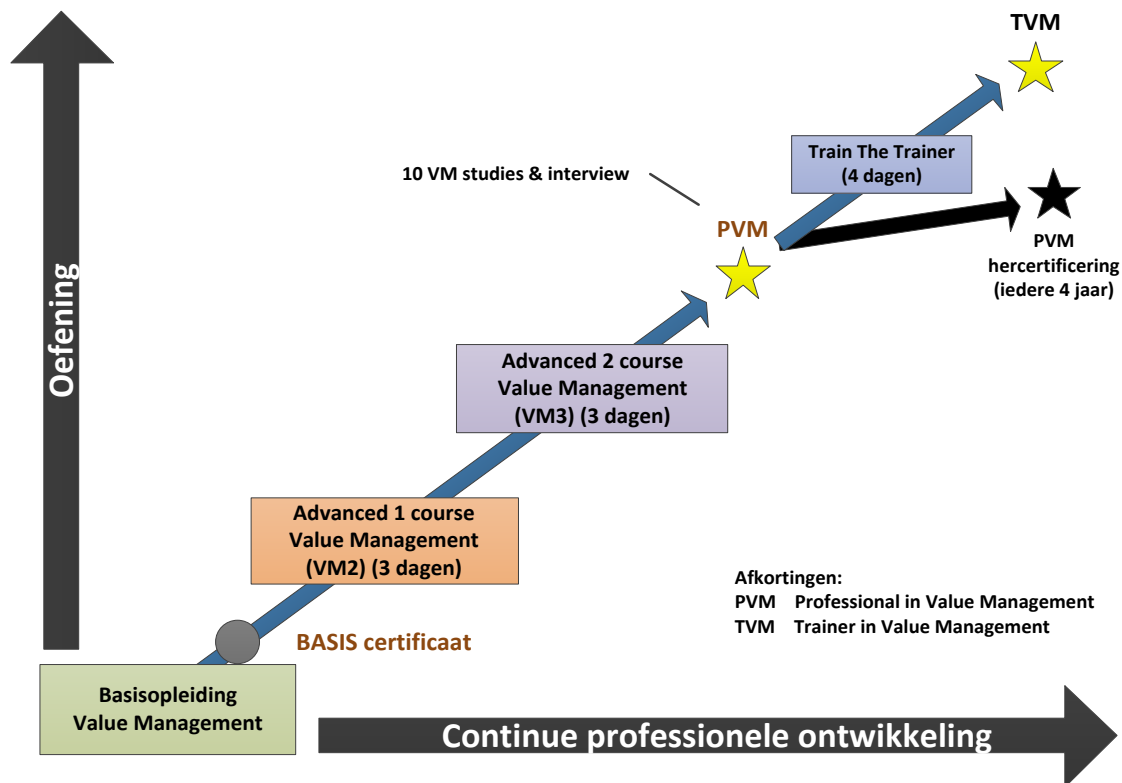 TVM
Train The Trainer
(4 dagen)
10 VM studies & interview
PVM
PVM
hercertificering
(iedere 4 jaar)
Oefening
Advanced 2 course
Value Management
(VM3) (3 dagen)
Advanced 1 course
Value Management
(VM2) (3 dagen)
Afkortingen:
PVM Professional in Value Management
TVM Trainer in Value Management
BASIS certificaat
Basisopleiding
Value Management
Continue professionele ontwikkeling